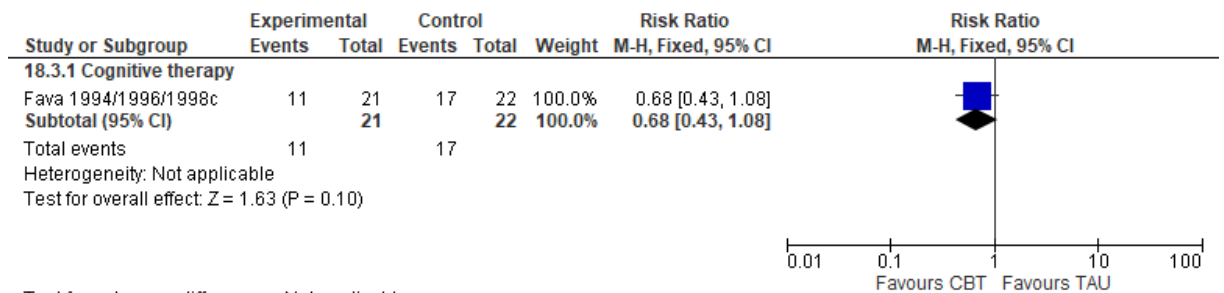 Experimental Control Risk Ratio Risk Ratio
Study or Subgroup Events Total Events Total Weight M-H, Fixed, 95% CI M-H, Fixed, 95% CI
18.3.1 Cognitive therapy
Fava 1994/1996/1998c 11 21 17 22 100.0% 0.68 [0.43, 1.08]
Subtotal (95% CI) 21 22 100.0% 0.68 [0.43, 1.08]
Total events 11 17
Heterogeneity: Not applicable
Test for overall effect: Z = 1.63 (P = 0.10)
0.01 0.1 1 10 100
Favours CBT Favours TAU